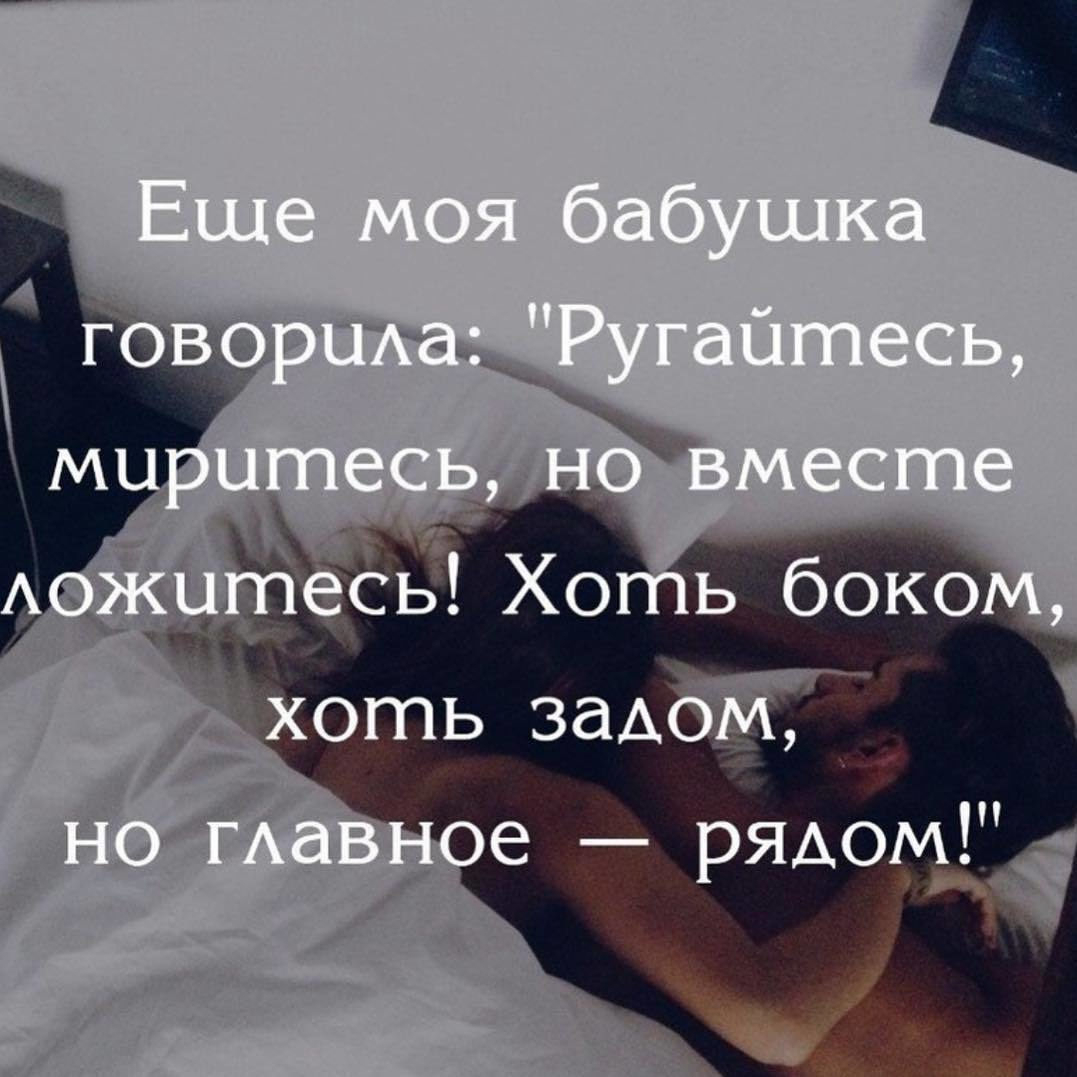 Еще моя бабушка
говорила: "Ругайтесь,
миритесь, но вместе
ложитесь! Хоть боком,
хоть задом,
но главное — рядом!"